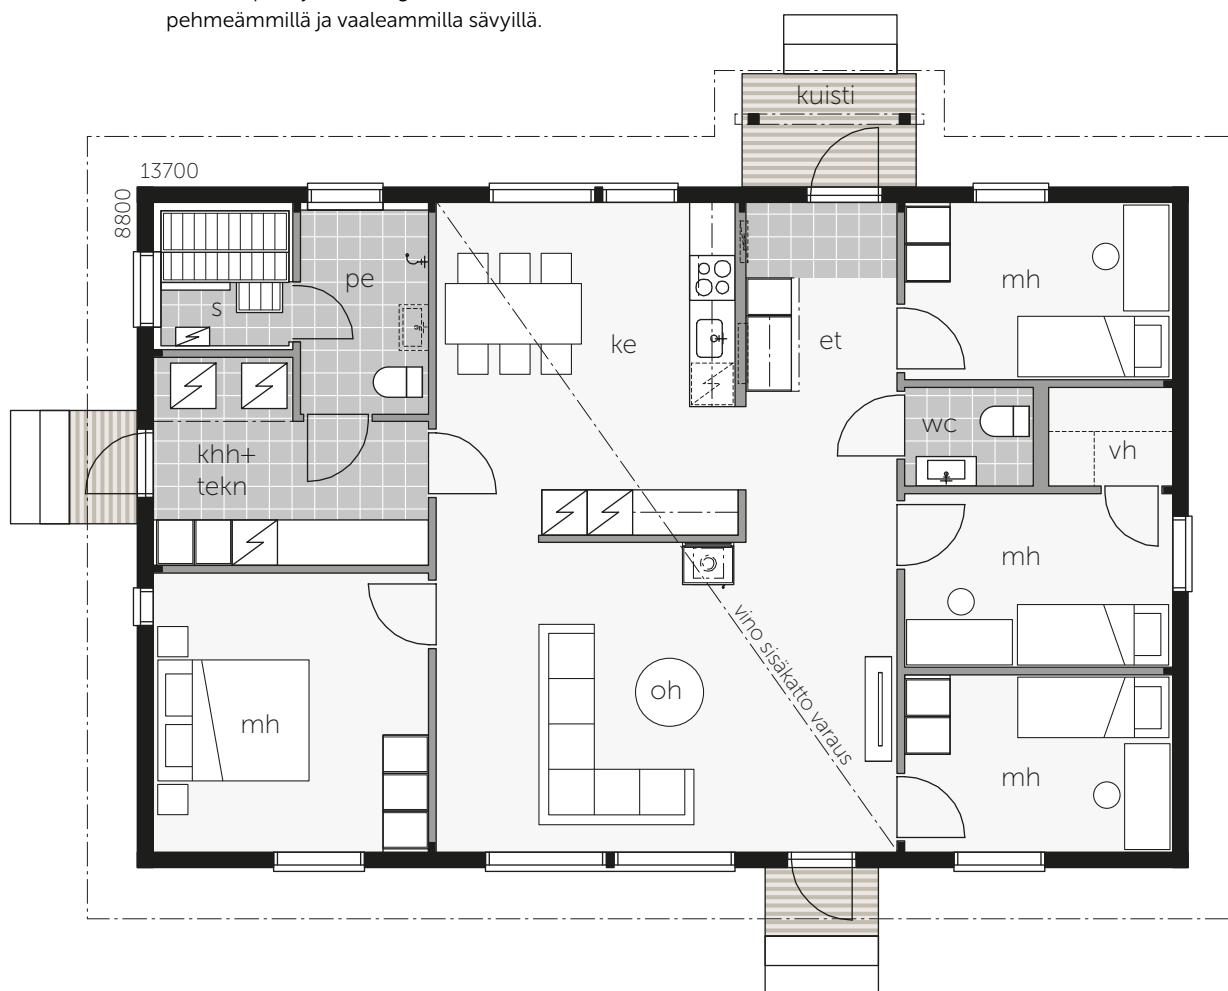 pehmeämmillä ja vaaleammilla sävyillä.
kuisti
13700
8800
s
pe
ke
et
mh
wc
vh
khh+
tekn
mh
vino sisäkatto varaus
oh
mh
mh